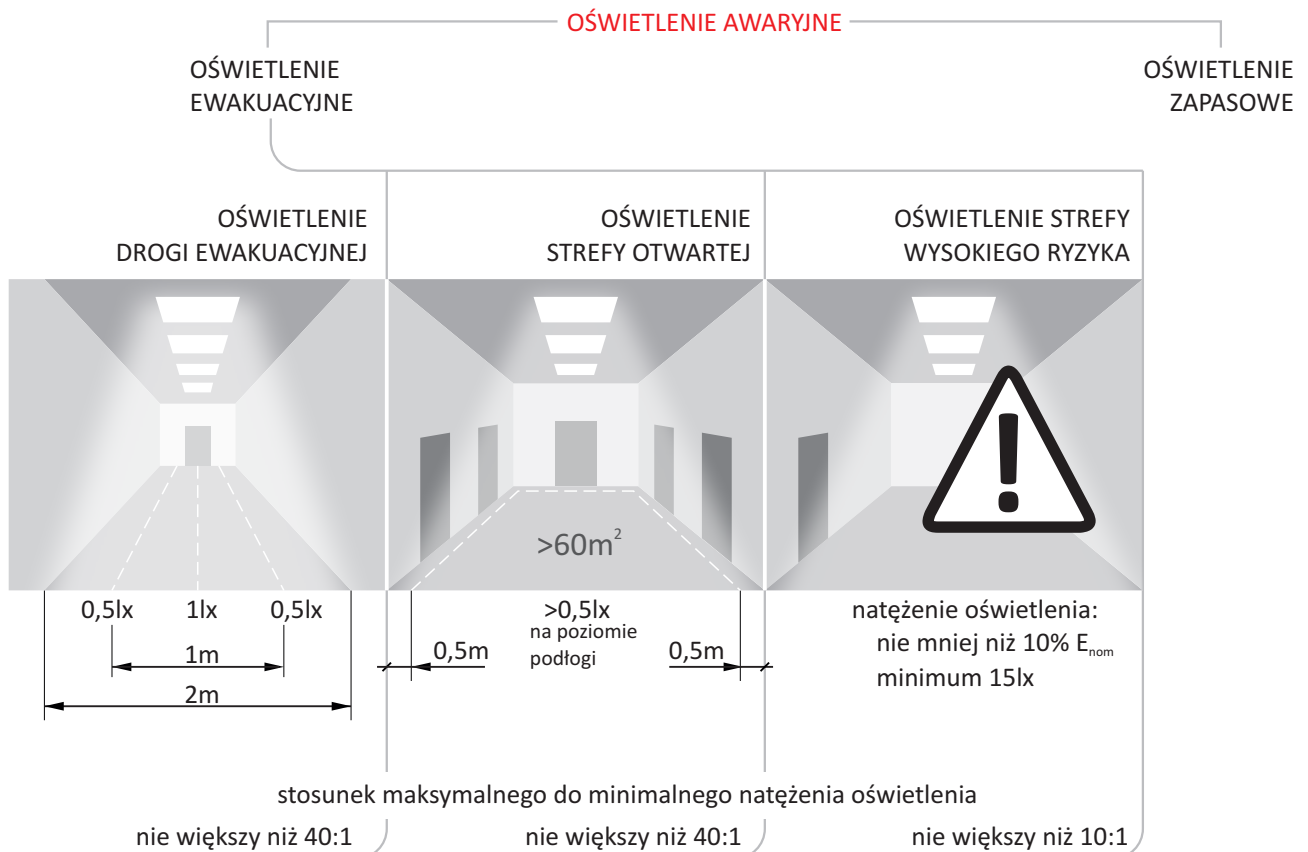 OŚWIETLENIE AWARYJNE
OŚWIETLENIE
EWAKUACYJNE
OŚWIETLENIE
ZAPASOWE
OŚWIETLENIE
DROGI EWAKUACYJNEJ
OŚWIETLENIE
STREFY OTWARTEJ
OŚWIETLENIE STREFY
WYSOKIEGO RYZYKA
>60m²
0,5lx 1lx 0,5lx
1m
2m
>0,5lx
na poziomie
podłogi
0,5m 0,5m
natężenie oświetlenia:
nie mniej niż 10% Enom
minimum 15lx
stosunek maksymalnego do minimalnego natężenia oświetlenia
nie większy niż 40:1
nie większy niż 40:1
nie większy niż 10:1